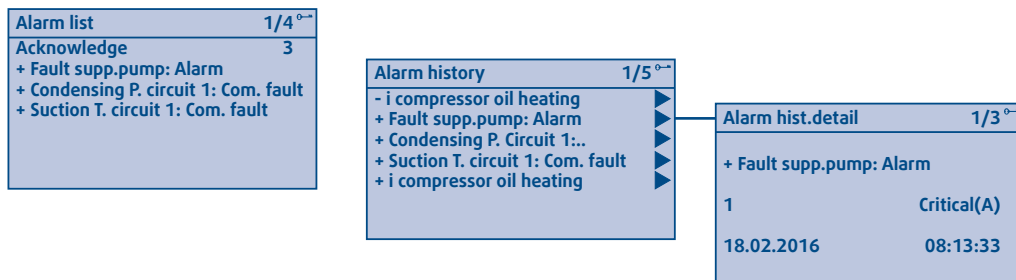 Alarm list 1/4
Acknowledge 3
+ Fault supp.pump: Alarm
+ Condensing P. circuit 1: Com. fault
+ Suction T. circuit 1: Com. fault
Alarm history 1/5
- i compressor oil heating
+ Fault supp.pump: Alarm
+ Condensing P. Circuit 1:..
+ Suction T. circuit 1: Com. fault
+ i compressor oil heating
Alarm hist.detail 1/3
+ Fault supp.pump: Alarm
1 Critical(A)
18.02.2016 08:13:33